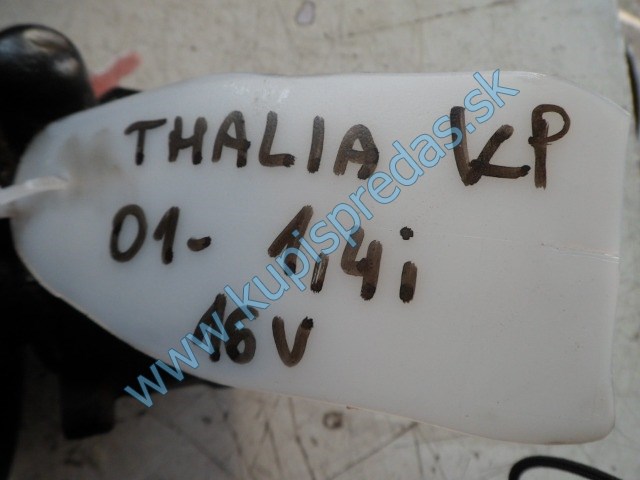 THALIA KP
01- 1,4i
16V
www.kupispredas.sk